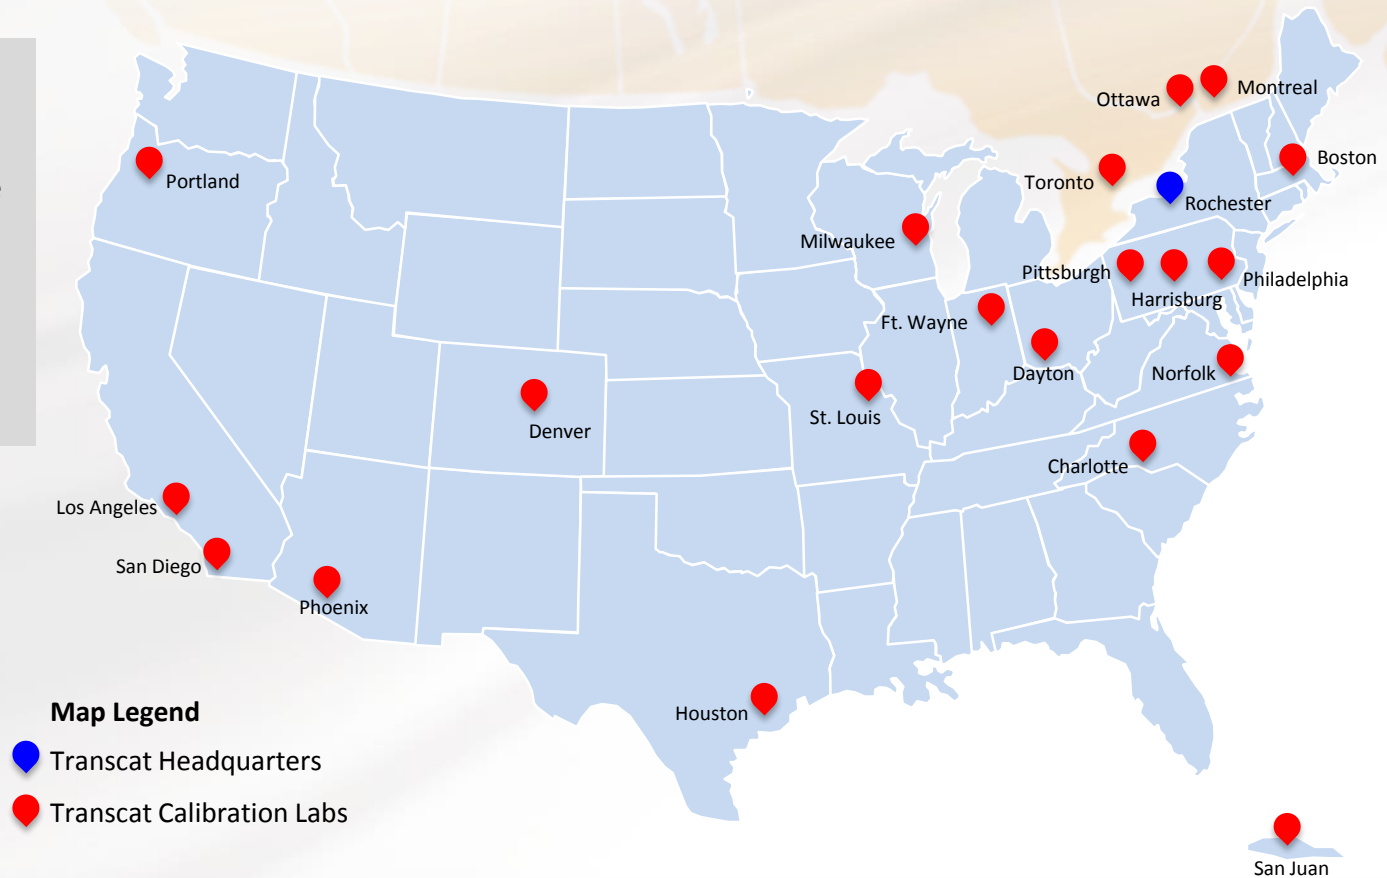 Montreal
Ottawa
Boston
Portland
Toronto
Rochester
Milwaukee
Pittsburgh
Philadelphia
Harrisburg
Ft. Wayne
Dayton
Norfolk
St. Louis
Denver
Charlotte
Los Angeles
San Diego
Phoenix
Houston
Map Legend
Transcat Headquarters
Transcat Calibration Labs
San Juan